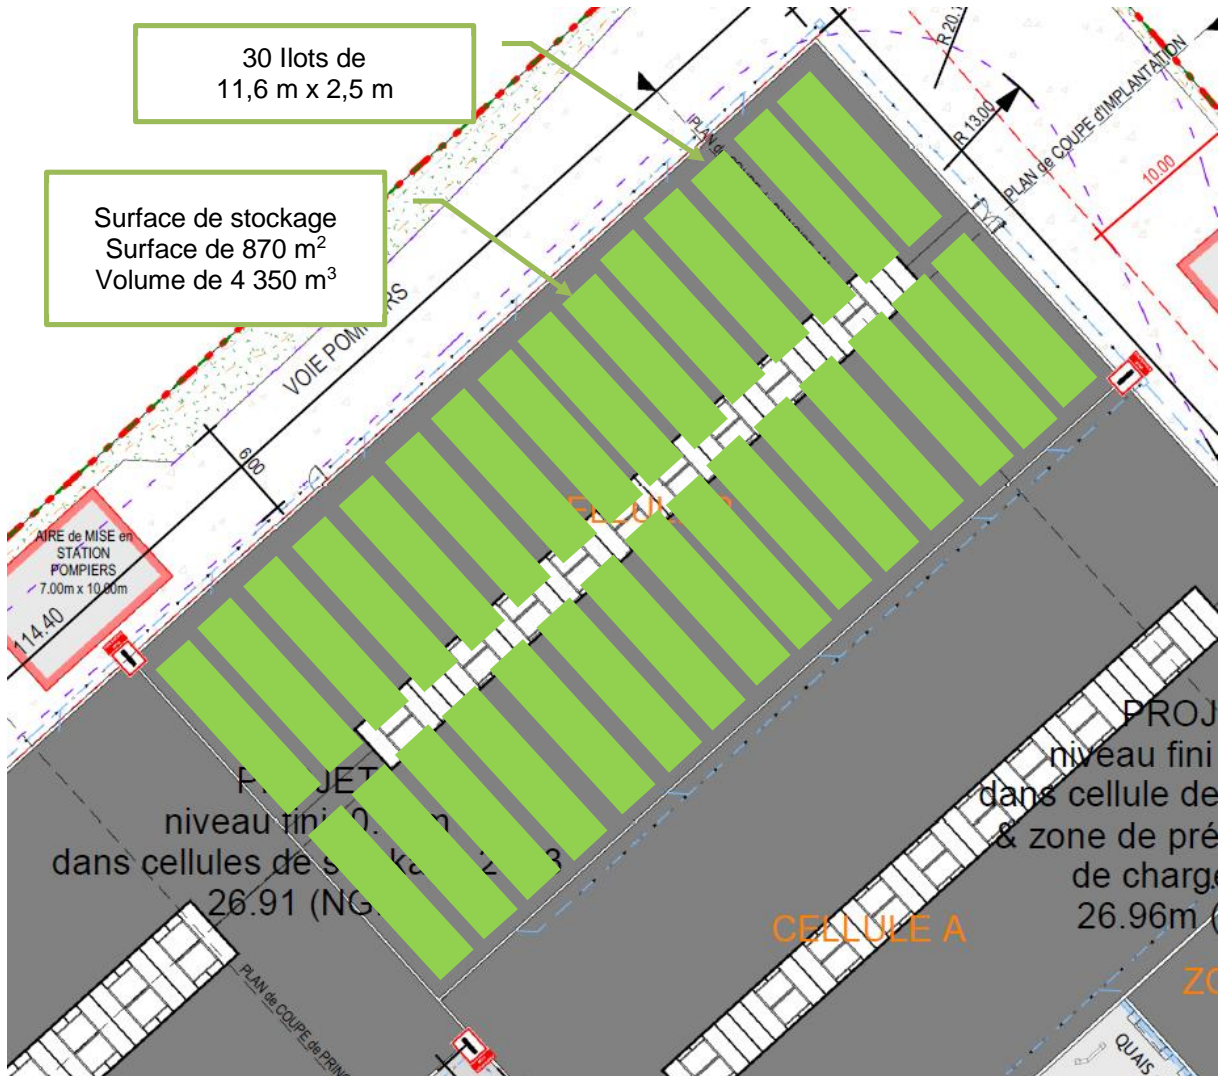 30 Ilots de
11,6 m x 2,5 m
Surface de stockage
Surface de 870 m²
Volume de 4 350 m³
R 13.00
PLAN de COUPE d'IMPLANTATION
10.00
VOIE POMPIERS
6.00
AIRE de MISE en
STATION
POMPIERS
7.00m x 10.00m
114.40
niveau fini
dans cellules de
26.91 (NG
PROJ
niveau fini
dans cellule de
& zone de pré
de charge
26.96m (
CELLULE A
ZO
PLAN de COUPE de PRINC
QUAIS